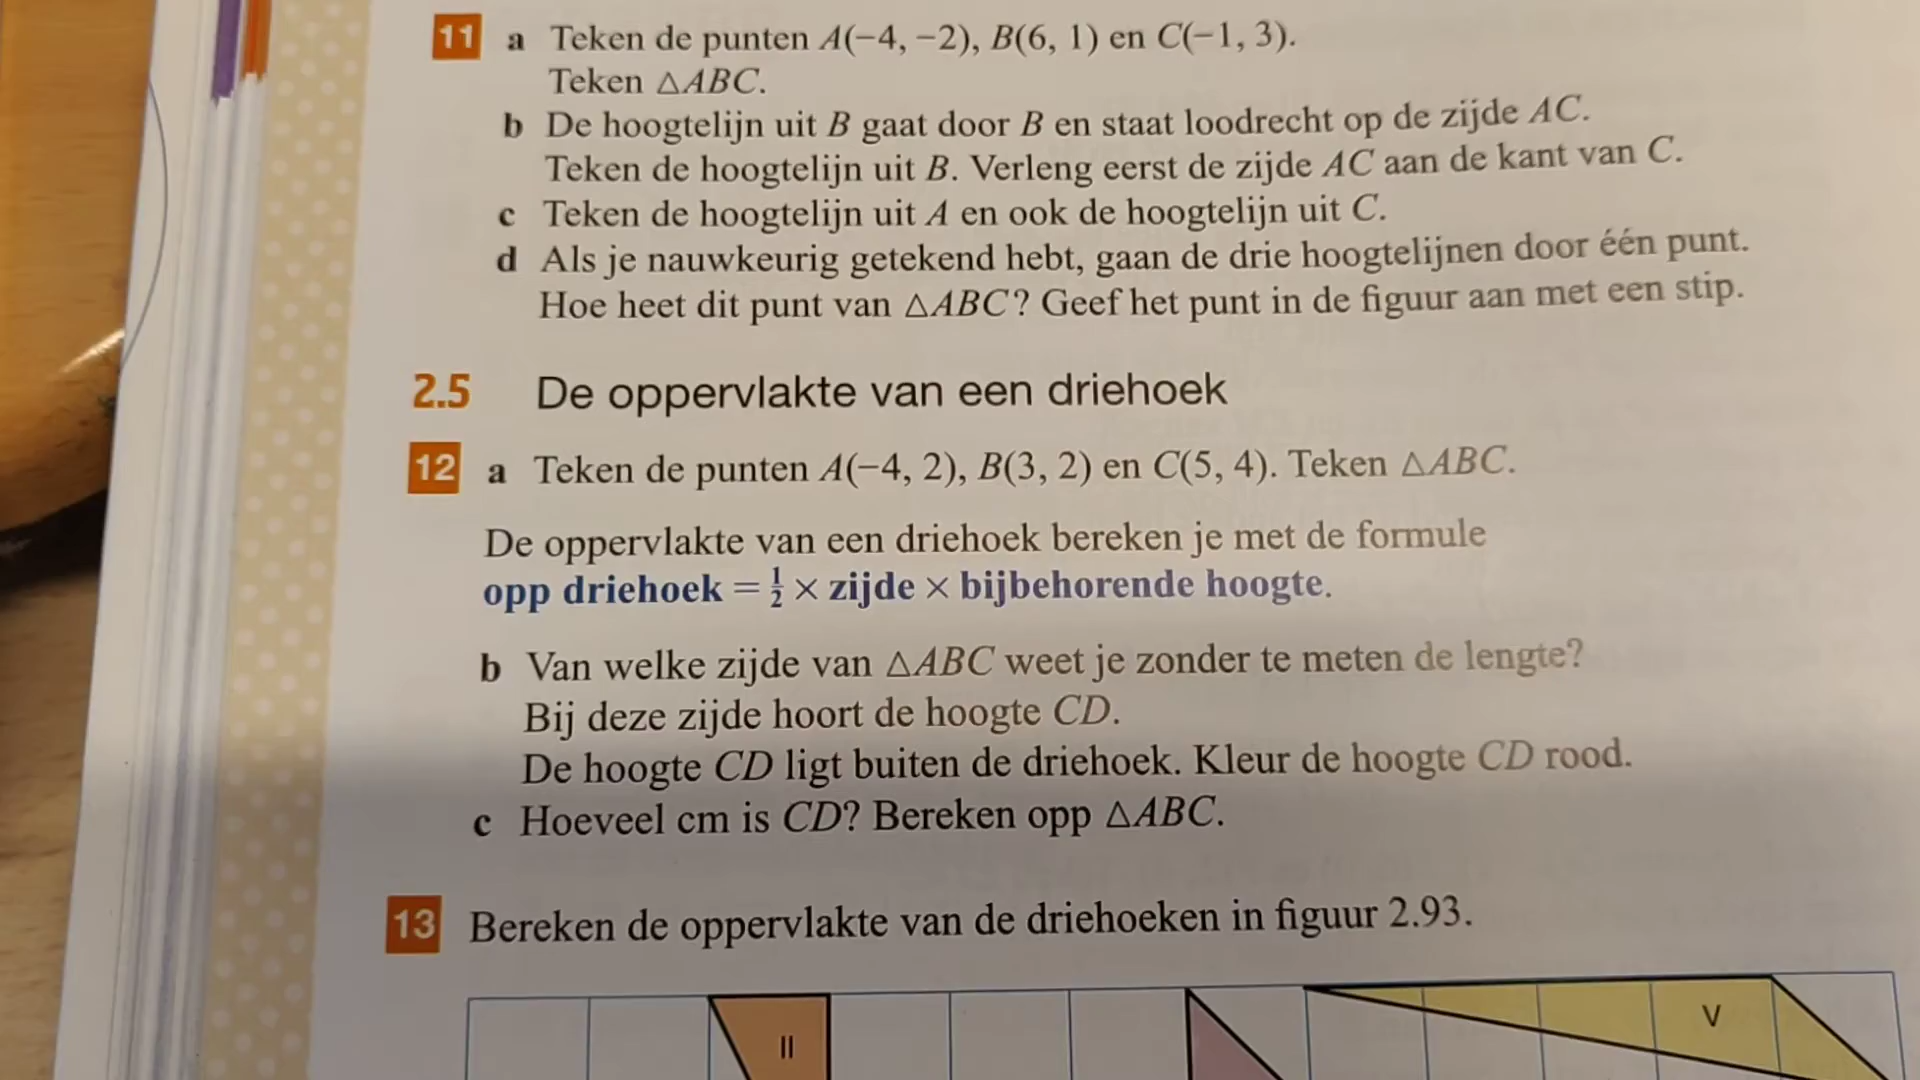 11 a Teken de punten A(−4, −2), B(6, 1) en C(−1, 3).
Teken △ABC.
b De hoogtelijn uit B gaat door B en staat loodrecht op de zijde AC.
Teken de hoogtelijn uit B. Verleng eerst de zijde AC aan de kant van C.
c Teken de hoogtelijn uit A en ook de hoogtelijn uit C.
d Als je nauwkeurig getekend hebt, gaan de drie hoogtelijnen door één punt.
Hoe heet dit punt van △ABC? Geef het punt in de figuur aan met een stip.
2.5 De oppervlakte van een driehoek
12 a Teken de punten A(−4, 2), B(3, 2) en C(5, 4). Teken △ABC.
De oppervlakte van een driehoek bereken je met de formule
opp driehoek = ½ × zijde × bijbehorende hoogte.
b Van welke zijde van △ABC weet je zonder te meten de lengte?
Bij deze zijde hoort de hoogte CD.
De hoogte CD ligt buiten de driehoek. Kleur de hoogte CD rood.
c Hoeveel cm is CD? Bereken opp △ABC.
13 Bereken de oppervlakte van de driehoeken in figuur 2.93.
II
V